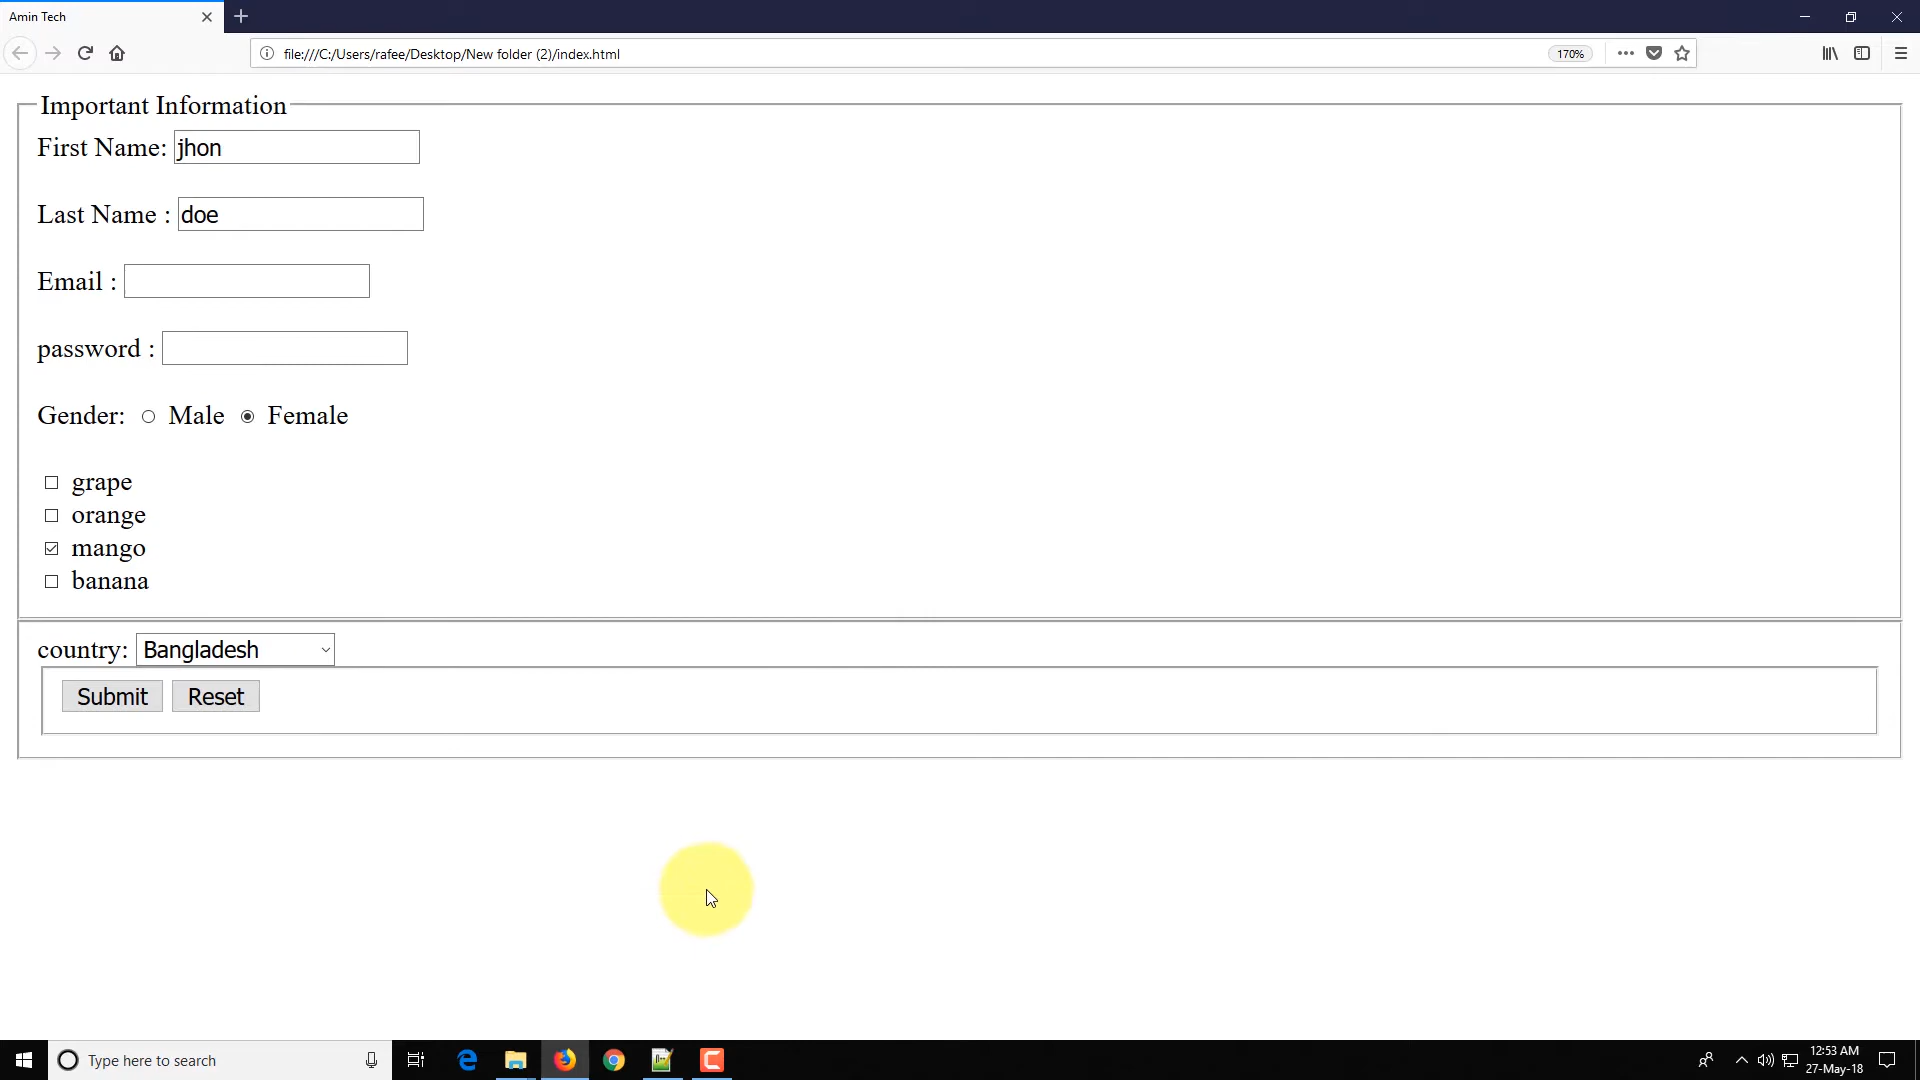 Amin Tech
file:///C:/Users/rafee/Desktop/New folder (2)/index.html
170%
Important Information
First Name: jhon
Last Name : doe
Email :
password :
Gender: Male Female
grape
orange
mango
banana
country: Bangladesh
Submit Reset
Type here to search
12:53 AM
27-May-18